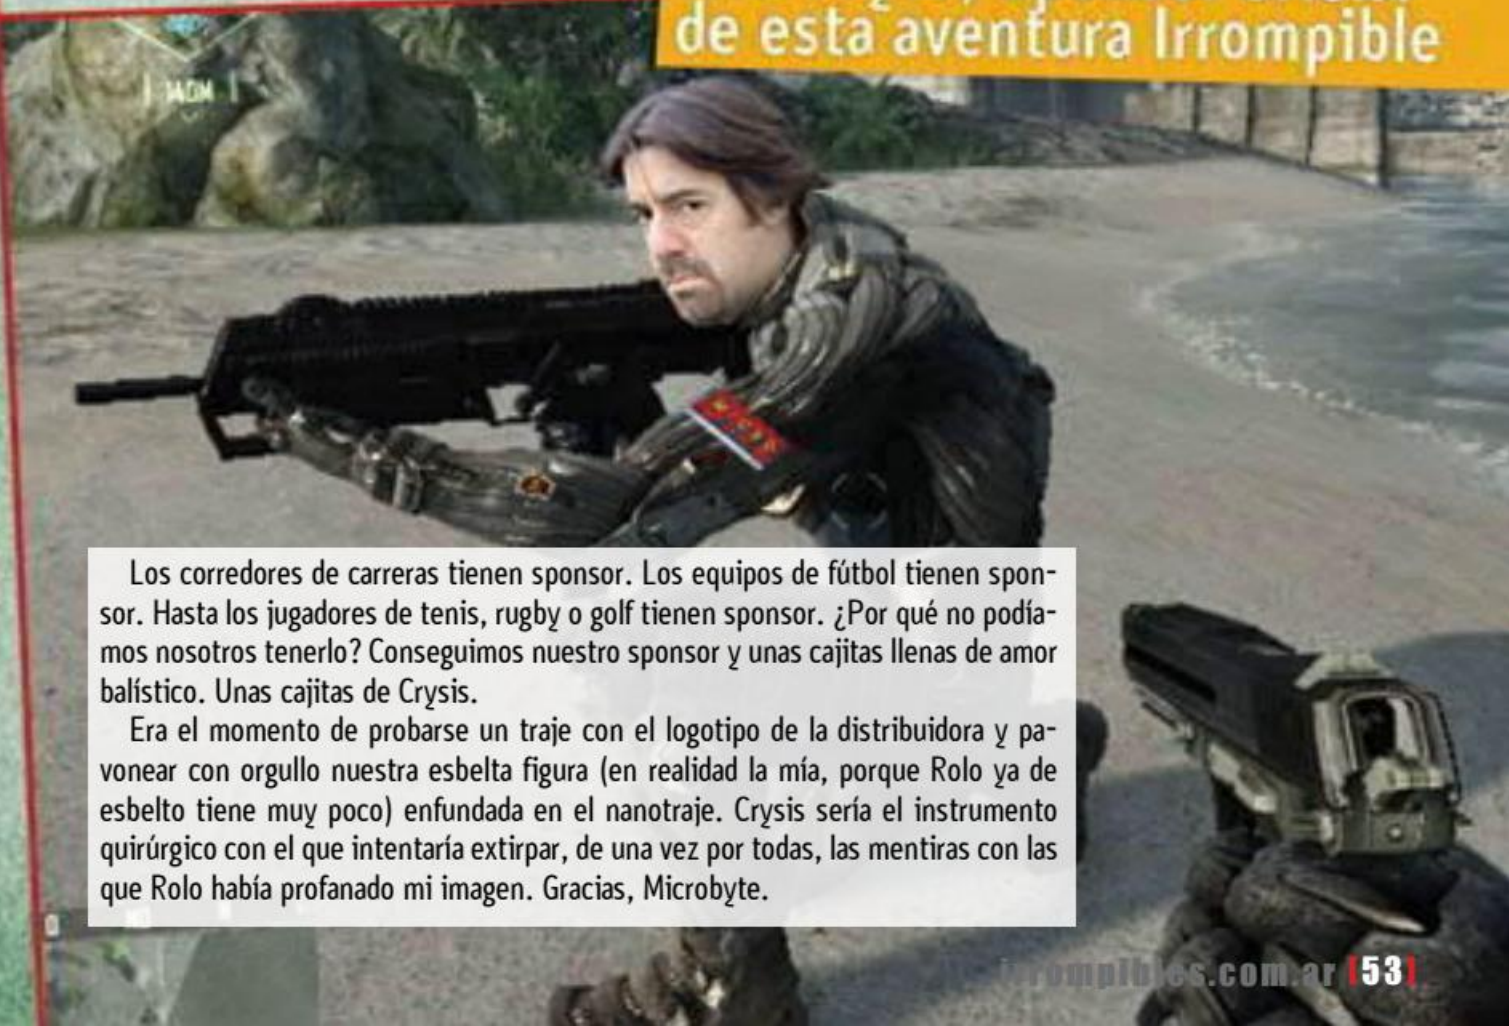 de esta aventura Irrompible
Los corredores de carreras tienen sponsor. Los equipos de fútbol tienen spon-
sor. Hasta los jugadores de tenis, rugby o golf tienen sponsor. ¿Por qué no podía-
mos nosotros tenerlo? Conseguimos nuestro sponsor y unas cajitas llenas de amor
balístico. Unas cajitas de Crysis.
Era el momento de probarse un traje con el logotipo de la distribuidora y pa-
vonear con orgullo nuestra esbelta figura (en realidad la mía, porque Rolo ya de
esbelto tiene muy poco) enfundada en el nanotraje. Crysis sería el instrumento
quirúrgico con el que intentaría extirpar, de una vez por todas, las mentiras con las
que Rolo había profanado mi imagen. Gracias, Microbyte.
irrompibles.com.ar [53]